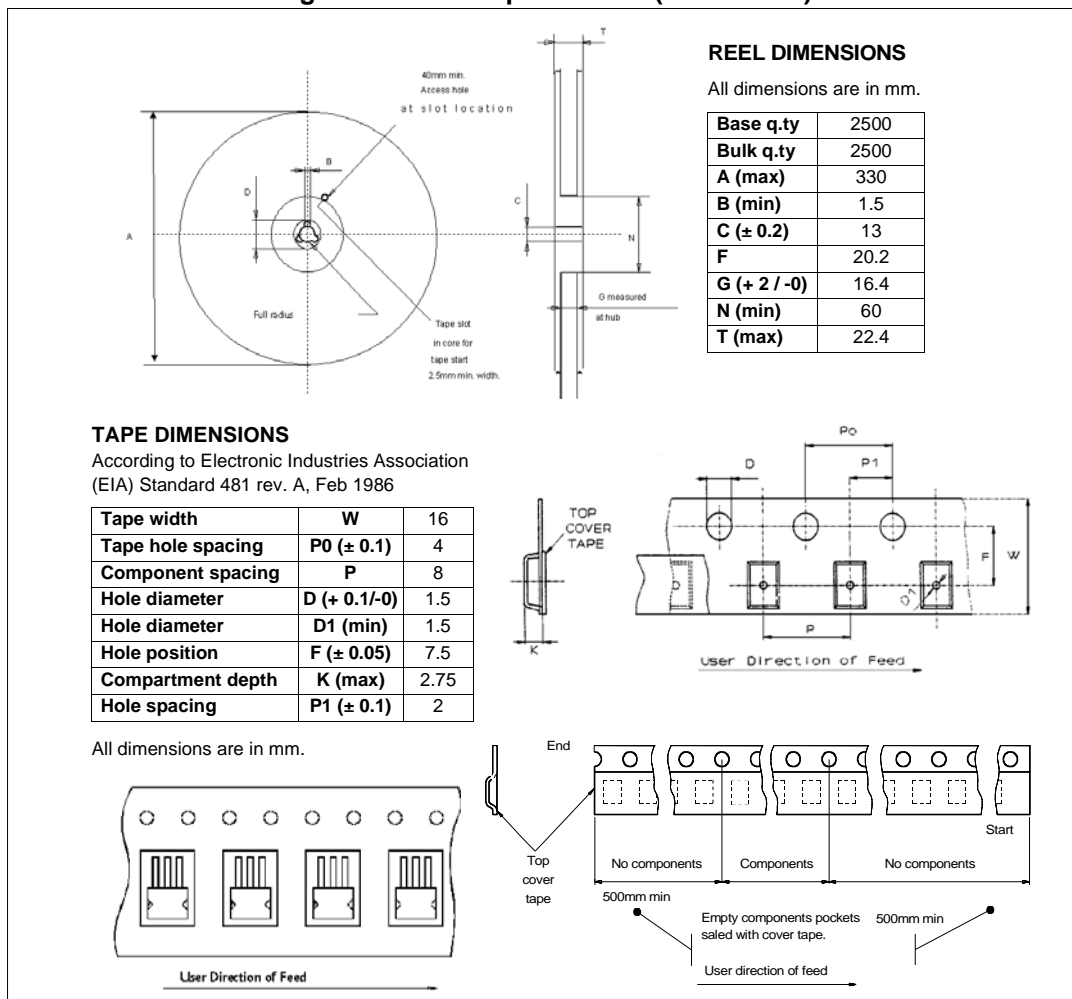 T
40mm min.
Access hole
at slot location
B
D
C
A
N
G measured
at hub
Full radius
Tape slot
in core for
tape start
2.5mm min. width.
REEL DIMENSIONS
All dimensions are in mm.
Base q.ty 2500
Bulk q.ty 2500
A (max) 330
B (min) 1.5
C (± 0.2) 13
F 20.2
G (+ 2 / -0) 16.4
N (min) 60
T (max) 22.4
TAPE DIMENSIONS
According to Electronic Industries Association
(EIA) Standard 481 rev. A, Feb 1986
Tape width W 16
Tape hole spacing P0 (± 0.1) 4
Component spacing P 8
Hole diameter D (+ 0.1/-0) 1.5
Hole diameter D1 (min) 1.5
Hole position F (± 0.05) 7.5
Compartment depth K (max) 2.75
Hole spacing P1 (± 0.1) 2
All dimensions are in mm.
Po
D
P1
TOP
COVER
TAPE
F
W
D1
K
P
User Direction of Feed
User Direction of Feed
End
Start
Top
cover
tape
No components
Components
No components
500mm min
500mm min
Empty components pockets
saled with cover tape.
User direction of feed